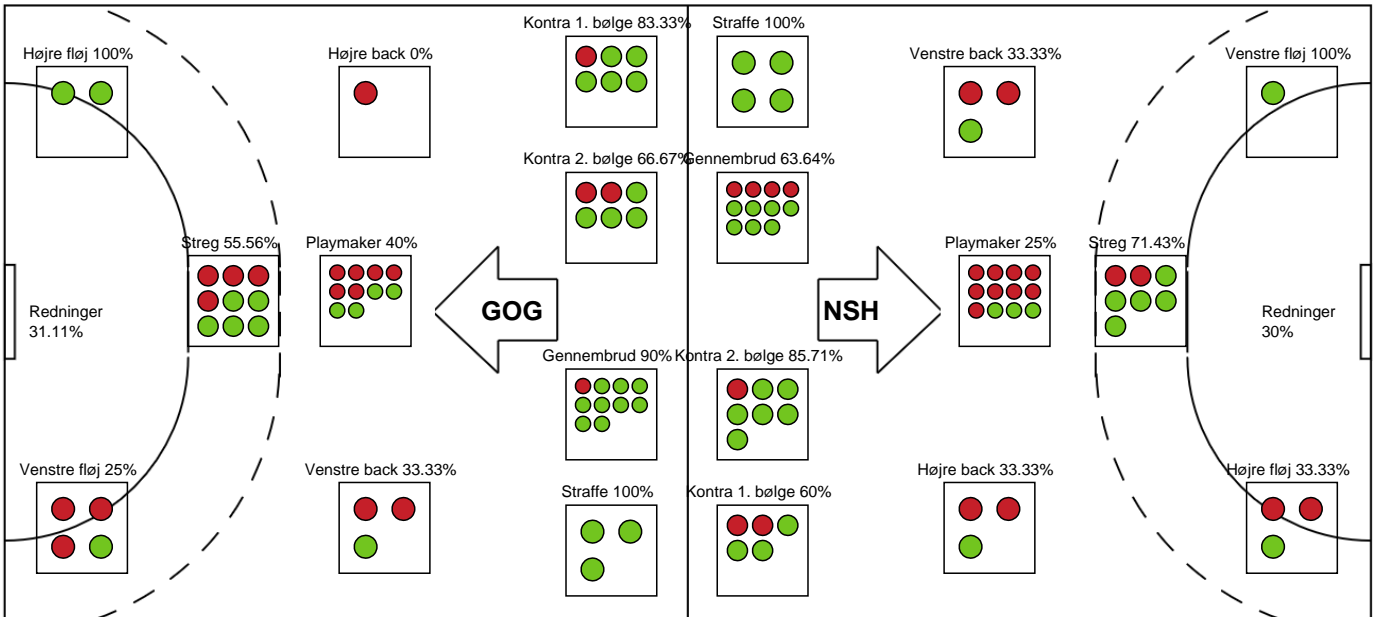 Kontra 1. bølge 83.33%
Straffe 100%
Højre fløj 100%
Højre back 0%
Venstre back 33.33%
Venstre fløj 100%
Kontra 2. bølge 66.67%
Gennembrud 63.64%
Streg 55.56%
Playmaker 40%
Playmaker 25%
Streg 71.43%
Redninger
31.11%
GOG
NSH
Redninger
30%
Gennembrud 90%
Kontra 2. bølge 85.71%
Venstre fløj 25%
Venstre back 33.33%
Højre back 33.33%
Højre fløj 33.33%
Straffe 100%
Kontra 1. bølge 60%